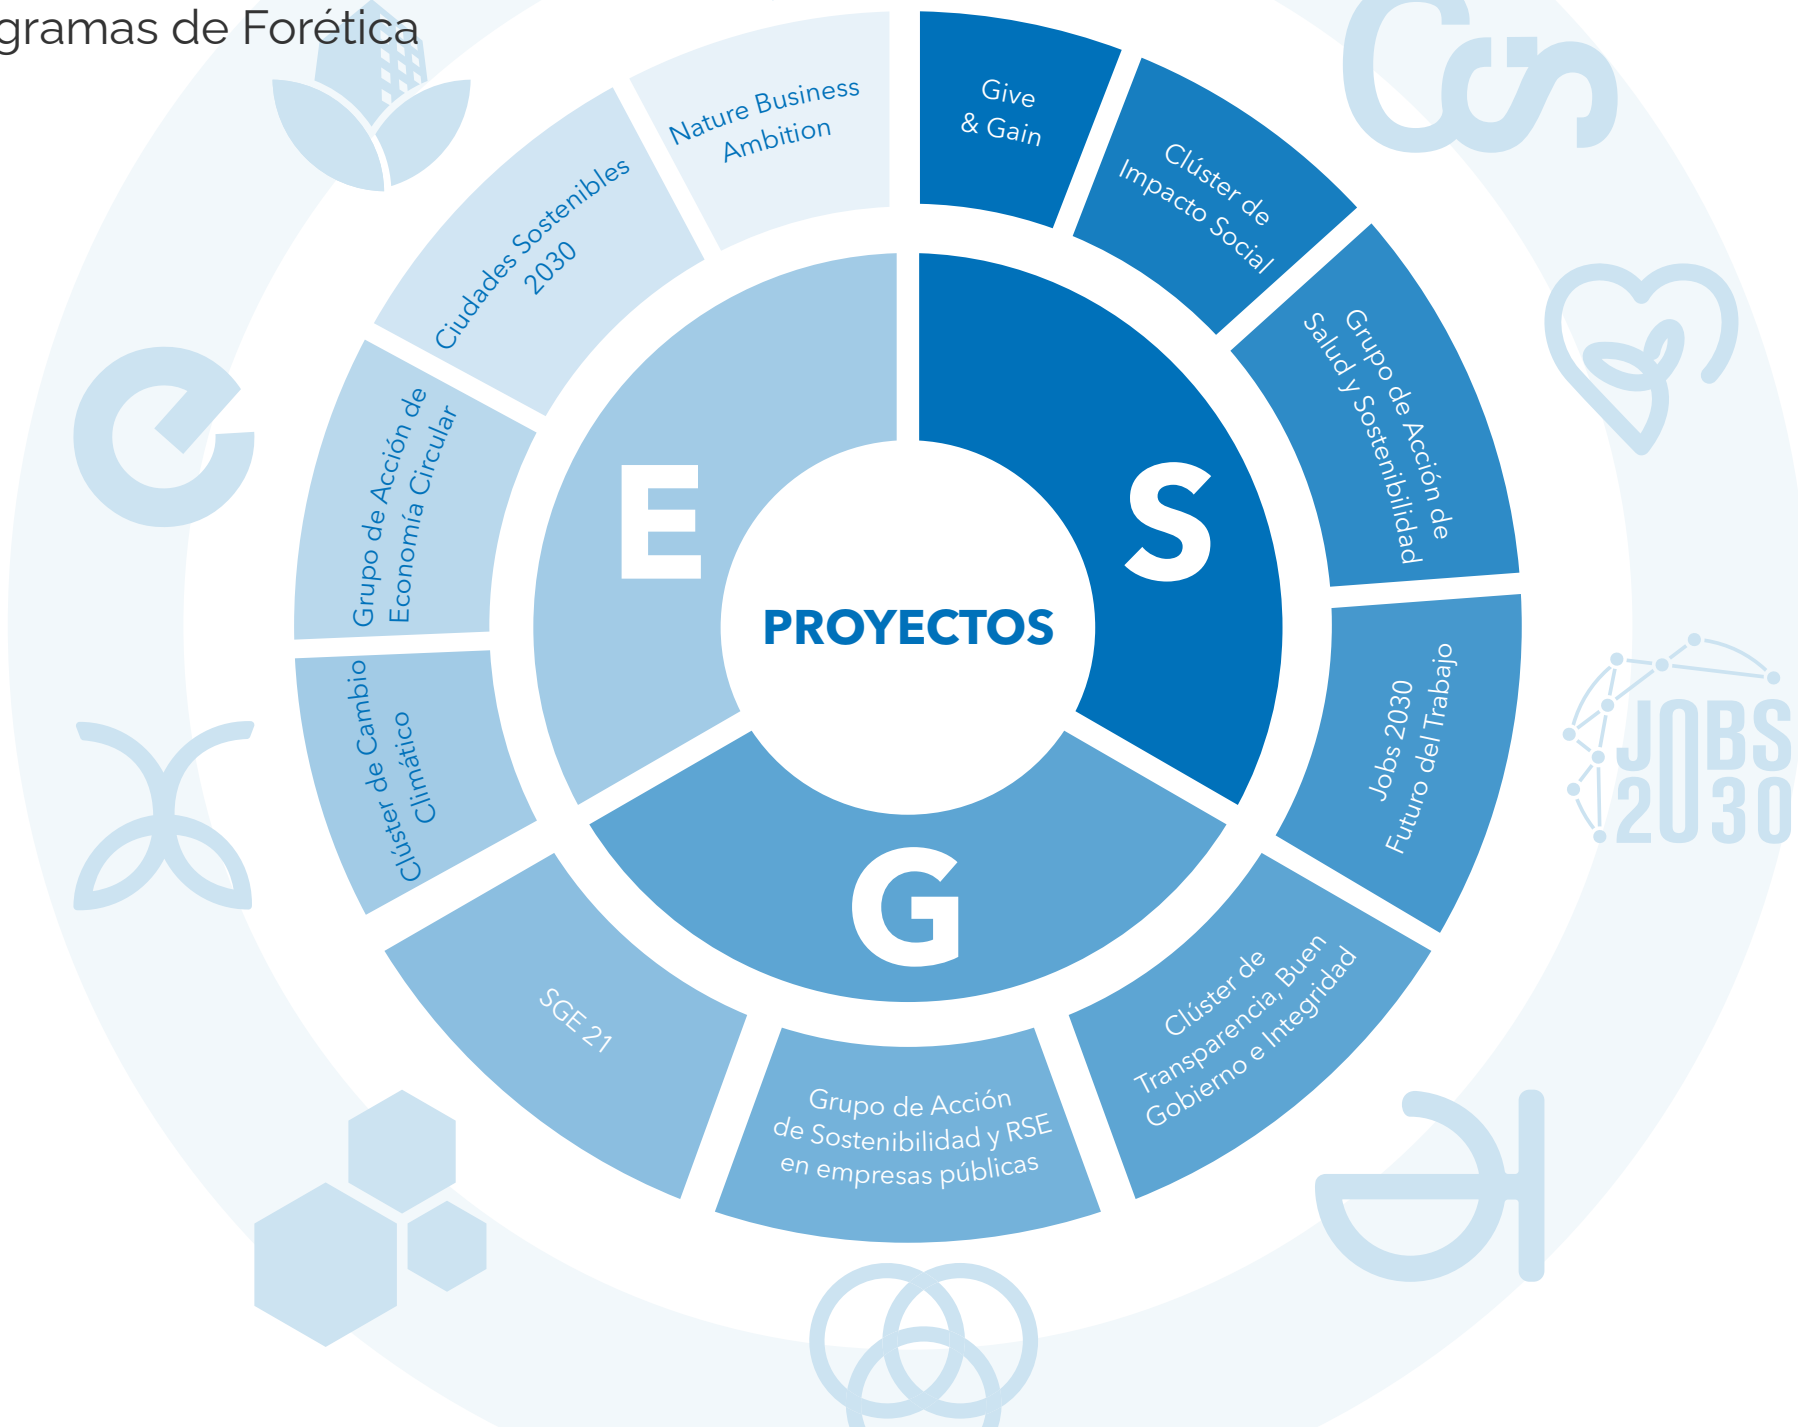 gramas de Forética
Nature Business
Ambition
Give
& Gain
Clúster de
Impacto Social
Grupo de Acción de
Salud y Sostenibilidad
Jobs 2030
Futuro del Trabajo
JOBS
2030
Clúster de
Transparencia, Buen
Gobierno e Integridad
Grupo de Acción
de Sostenibilidad y RSE
en empresas públicas
SGE 21
Clúster de Cambio
Climático
Grupo de Acción de
Economía Circular
Ciudades Sostenibles
2030
E
S
G
PROYECTOS